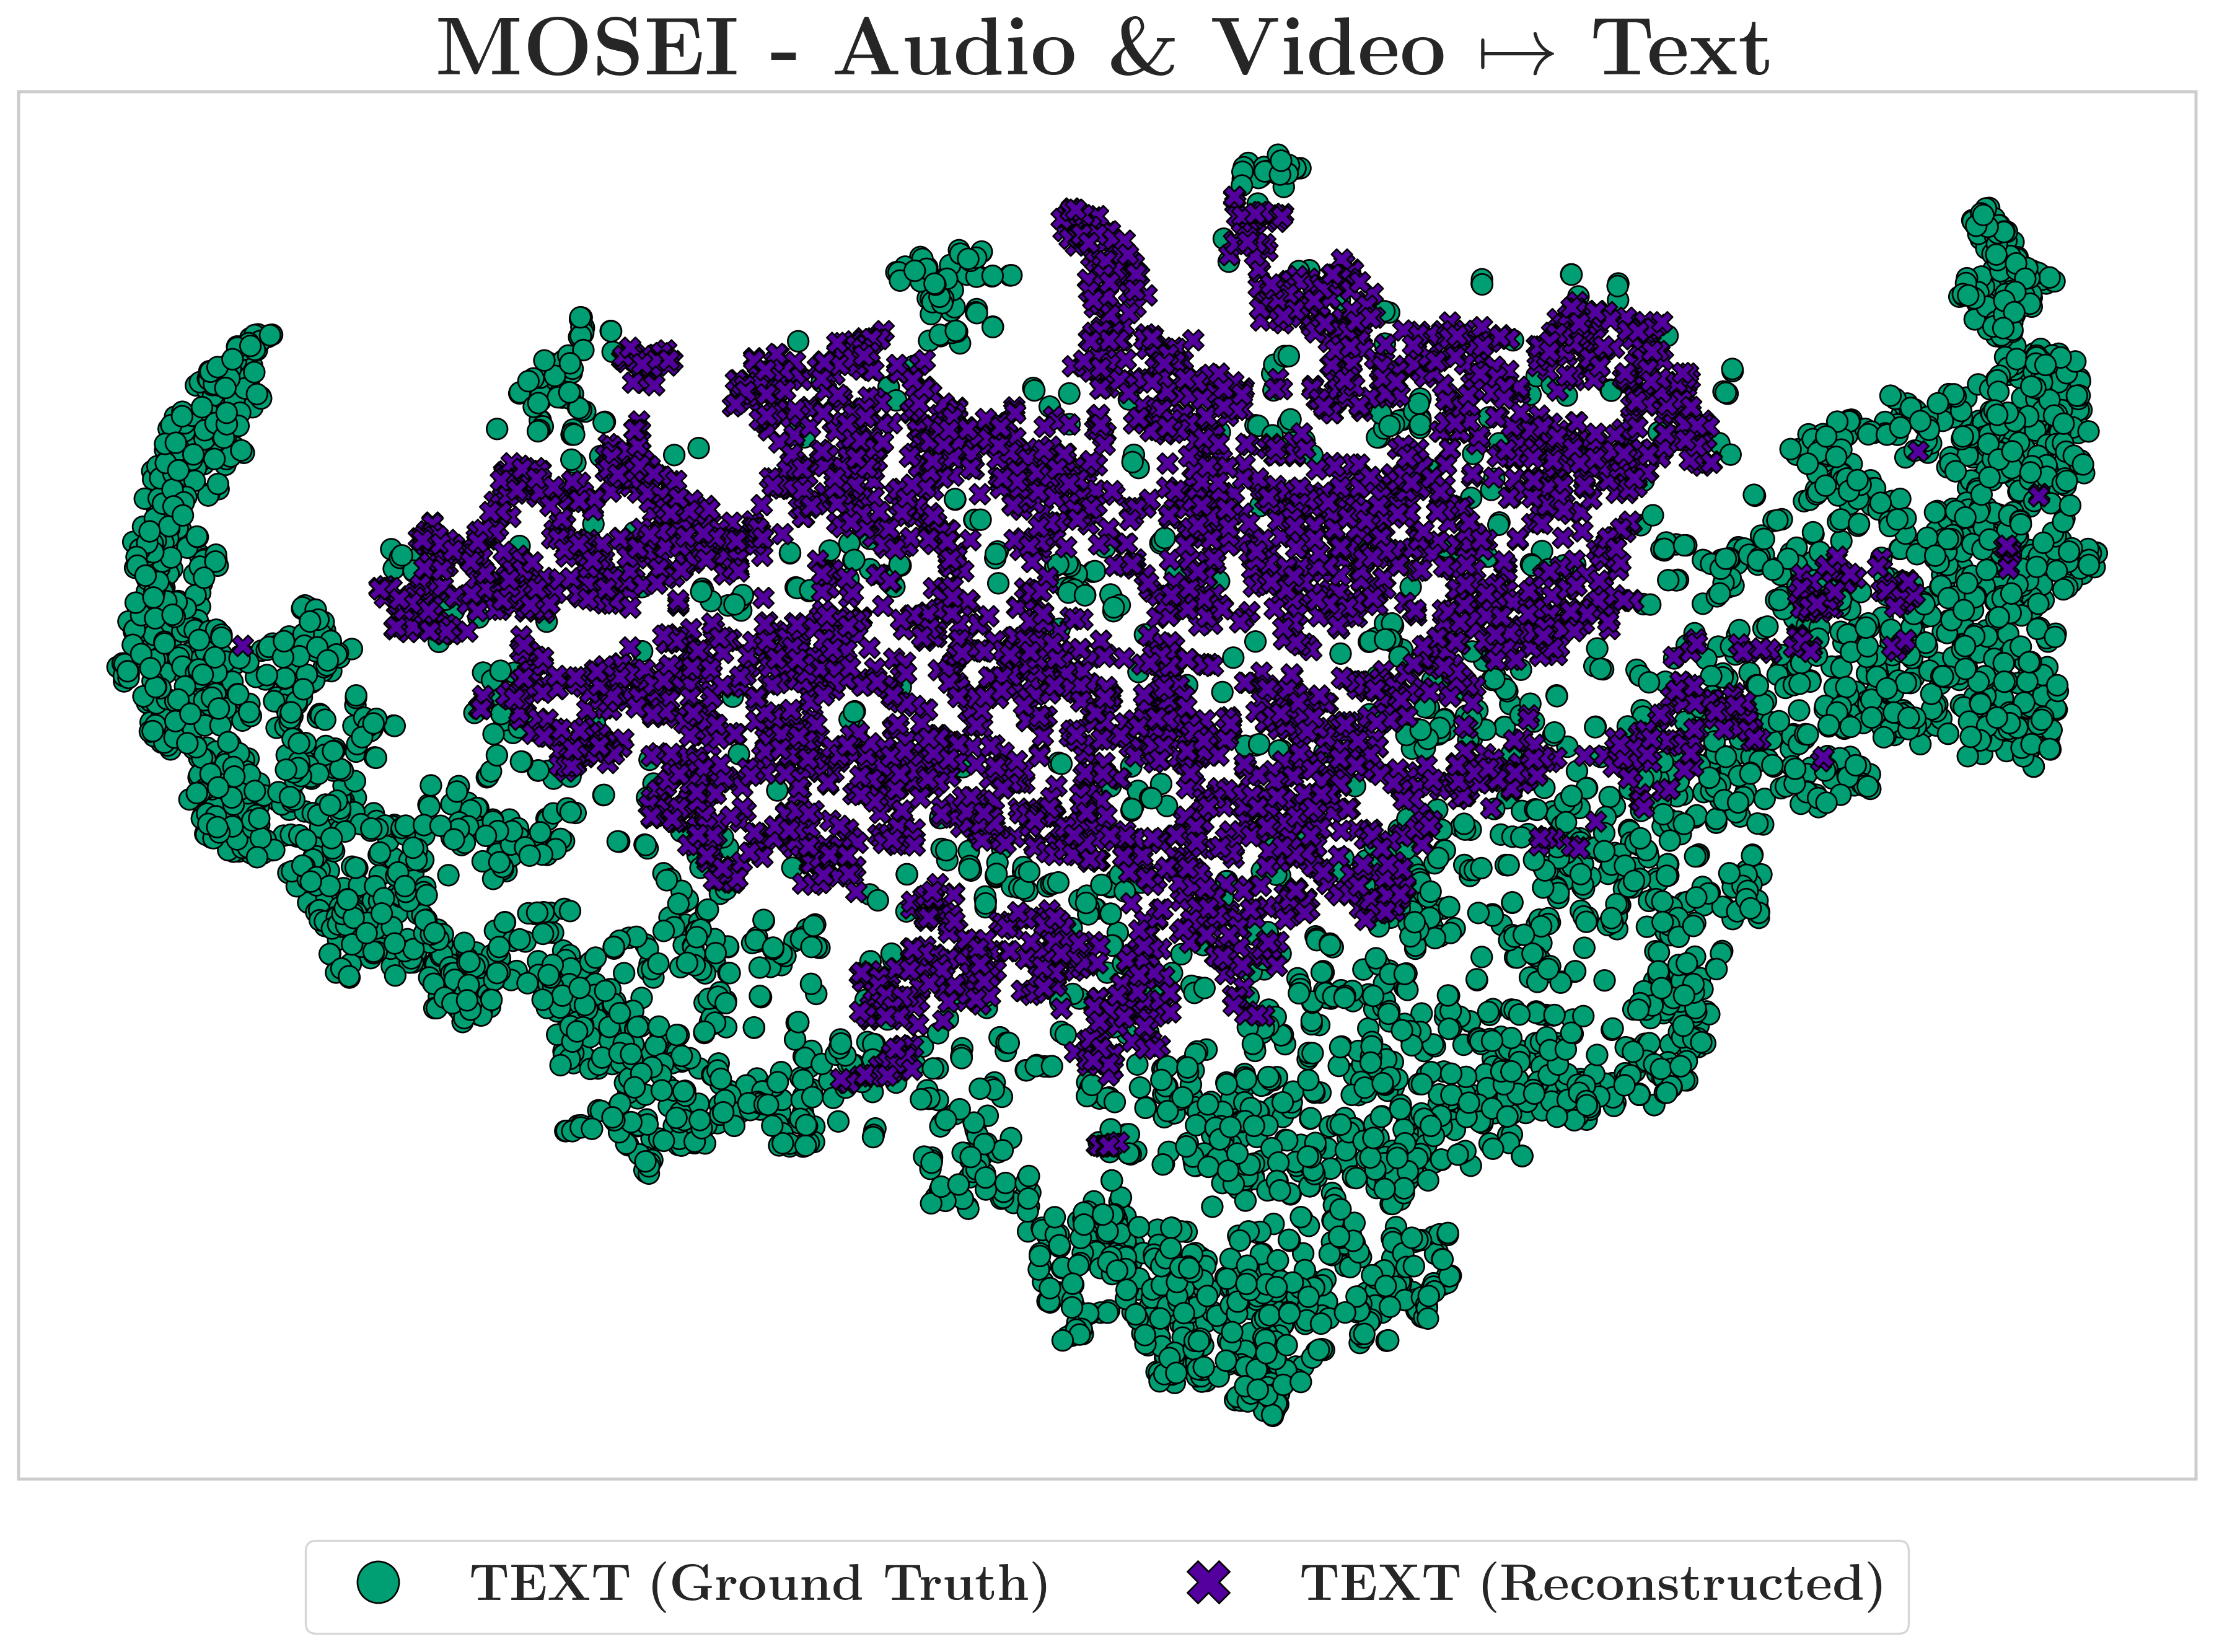 MOSEI - Audio & Video ↦ Text
TEXT (Ground Truth)
TEXT (Reconstructed)